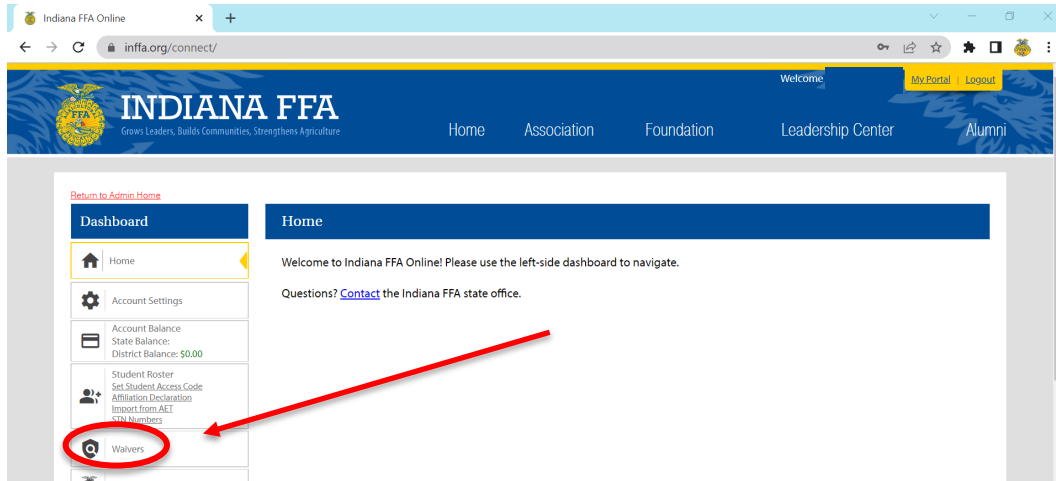 Indiana FFA Online
inffa.org/connect/
Welcome
My Portal | Logout
FFA
INDIANA FFA
Grows Leaders, Builds Communities, Strengthens Agriculture
Home Association Foundation Leadership Center Alumni
Return to Admin Home
Dashboard
Home
Account Settings
Account Balance
State Balance:
District Balance: $0.00
Student Roster
Set Student Access Code
Affiliation Declaration
Import from AET
STN Numbers
Waivers
Home
Welcome to Indiana FFA Online! Please use the left-side dashboard to navigate.
Questions? Contact the Indiana FFA state office.